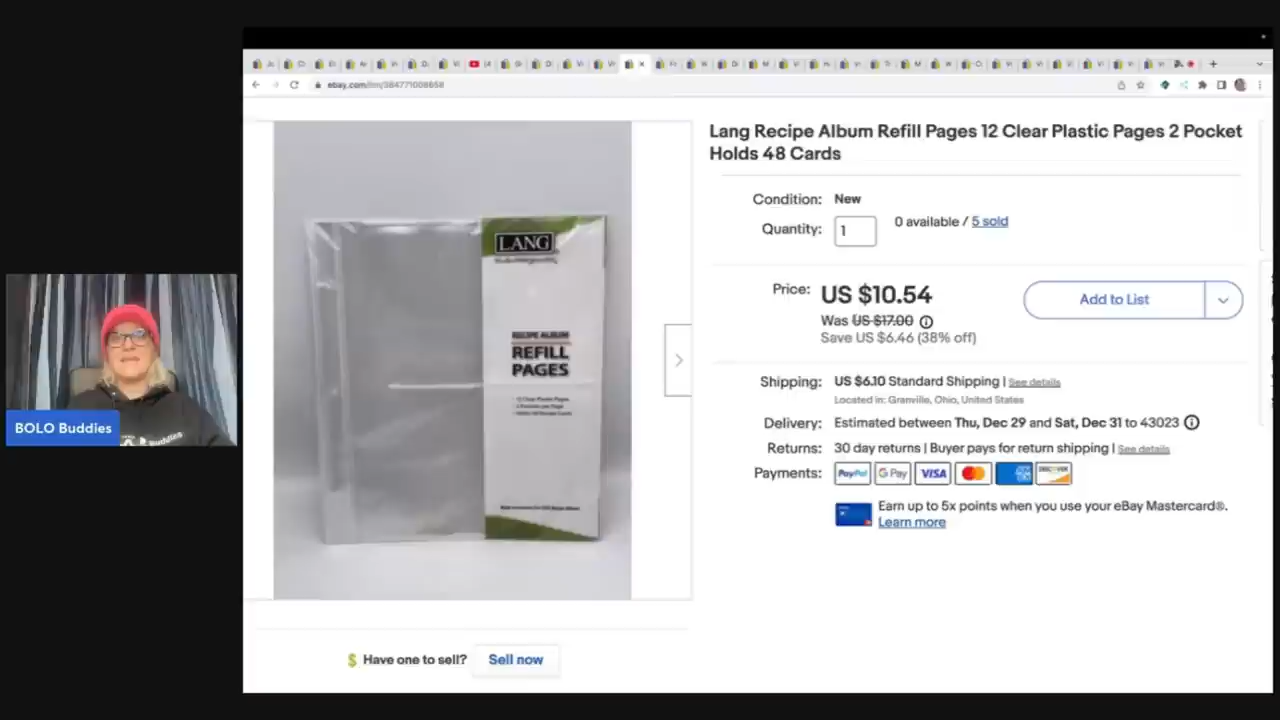 ebay.com/itm/384771008658
Lang Recipe Album Refill Pages 12 Clear Plastic Pages 2 Pocket
Holds 48 Cards
Condition: New
Quantity: 1 0 available / 5 sold
Price: US $10.54
Add to List
Was US $17.00
Save US $6.46 (38% off)
Shipping: US $6.10 Standard Shipping | See details
Located in: Granville, Ohio, United States
Delivery: Estimated between Thu, Dec 29 and Sat, Dec 31 to 43023
Returns: 30 day returns | Buyer pays for return shipping | See details
Payments: PayPal G Pay VISA DISCOVER
Earn up to 5x points when you use your eBay Mastercard®.
Learn more
LANG
RECIPE ALBUM
REFILL
PAGES
Have one to sell? Sell now
BOLO Buddies
Buddies